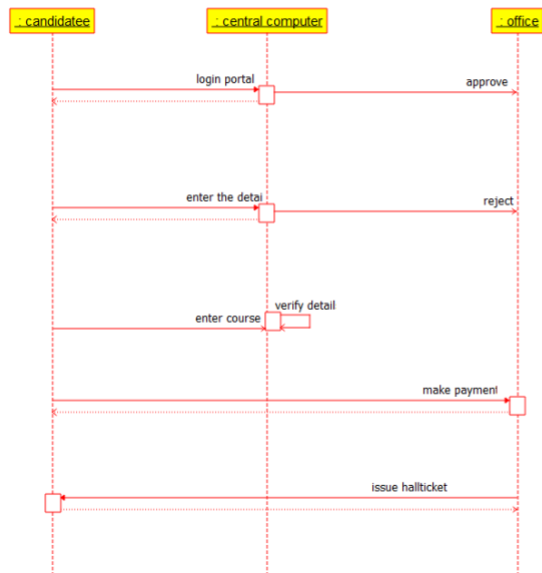 : candidatee
: central computer
: office
login portal
approve
enter the detai
reject
verify detail
enter course
make payment
issue hallticket